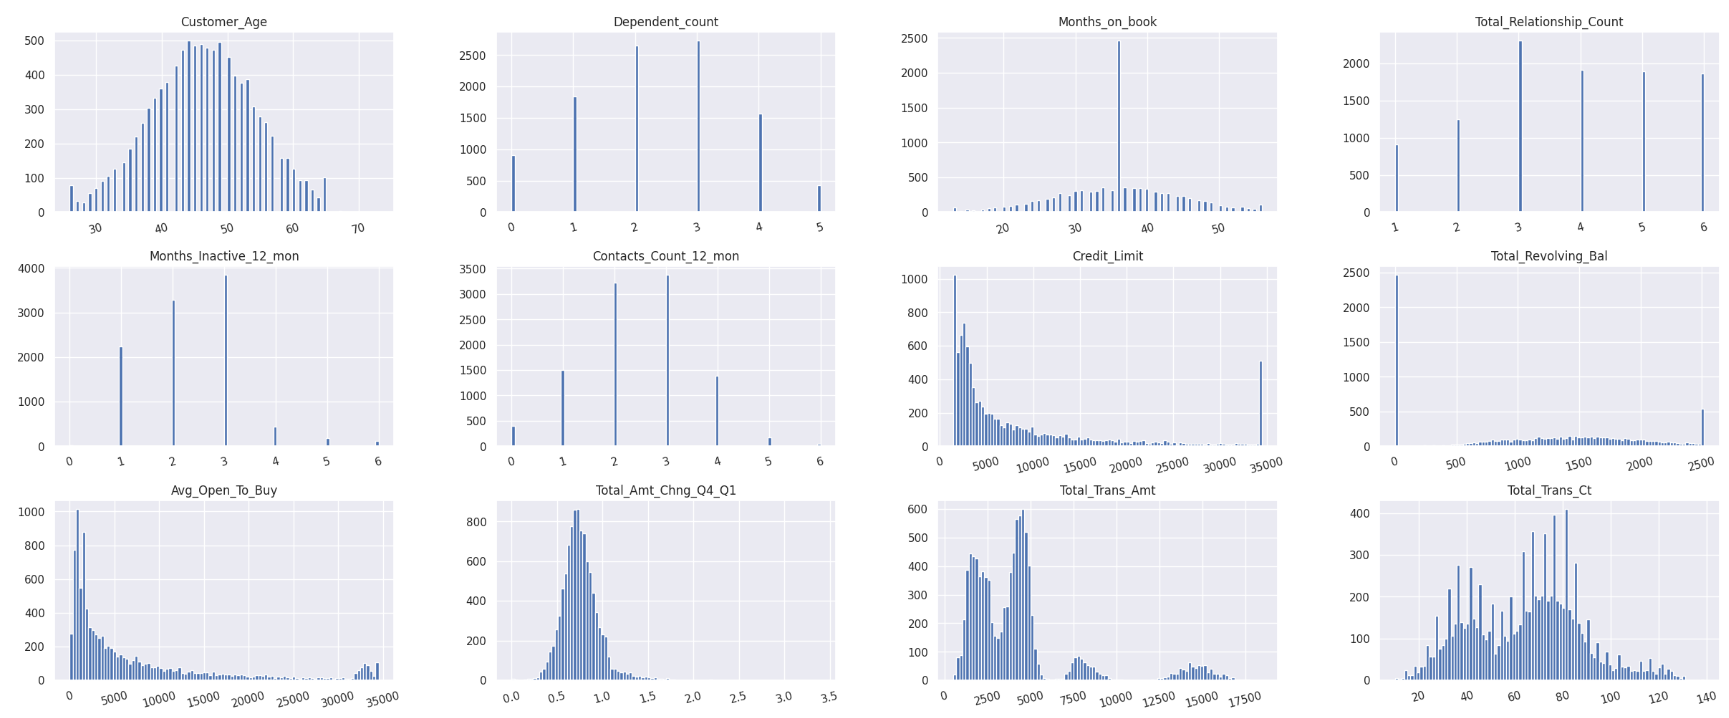 Customer_Age
500
400
300
200
100
0
30 40 50 60 70
Dependent_count
2500
2000
1500
1000
500
0
0 1 2 3 4 5
Months_on_book
2500
2000
1500
1000
500
0
20 30 40 50
Total_Relationship_Count
2000
1500
1000
500
0
1 2 3 4 5 6
Months_Inactive_12_mon
4000
3000
2000
1000
0
0 1 2 3 4 5 6
Contacts_Count_12_mon
3500
3000
2500
2000
1500
1000
500
0
0 1 2 3 4 5 6
Credit_Limit
1000
800
600
400
200
0
0 5000 10000 15000 20000 25000 30000 35000
Total_Revolving_Bal
2500
2000
1500
1000
500
0
0 500 1000 1500 2000 2500
Avg_Open_To_Buy
1000
800
600
400
200
0
0 5000 10000 15000 20000 25000 30000 35000
Total_Amt_Chng_Q4_Q1
800
600
400
200
0
0.0 0.5 1.0 1.5 2.0 2.5 3.0 3.5
Total_Trans_Amt
600
500
400
300
200
100
0
0 2500 5000 7500 10000 12500 15000 17500
Total_Trans_Ct
400
300
200
100
0
20 40 60 80 100 120 140